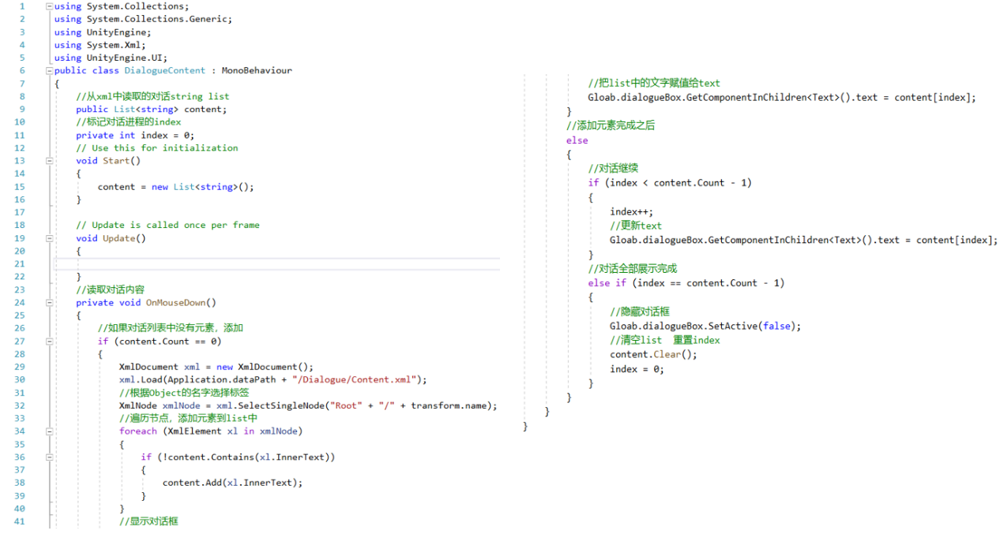 1 using System.Collections;
2 using System.Collections.Generic;
3 using UnityEngine;
4 using System.Xml;
5 using UnityEngine.UI;
6 public class DialogueContent : MonoBehaviour
7 {
8 //从xml中读取的对话string list
9 public List<string> content;
10 //标记对话进程的index
11 private int index = 0;
12 // Use this for initialization
13 void Start()
14 {
15 content = new List<string>();
16 }
17
18 // Update is called once per frame
19 void Update()
20 {
21
22 }
23 //读取对话内容
24 private void OnMouseDown()
25 {
26 //如果对话列表中没有元素，添加
27 if (content.Count == 0)
28 {
29 XmlDocument xml = new XmlDocument();
30 xml.Load(Application.dataPath + "/Dialogue/Content.xml");
31 //根据Object的名字选择标签
32 XmlNode xmlNode = xml.SelectSingleNode("Root" + "/" + transform.name);
33 //遍历节点，添加元素到list中
34 foreach (XmlElement xl in xmlNode)
35 {
36 if (!content.Contains(xl.InnerText))
37 {
38 content.Add(xl.InnerText);
39 }
40 }
41 //显示对话框
//把list中的文字赋值给text
Gloab.dialogueBox.GetComponentInChildren<Text>().text = content[index];
}
//添加元素完成之后
else
{
//对话继续
if (index < content.Count - 1)
{
index++;
//更新text
Gloab.dialogueBox.GetComponentInChildren<Text>().text = content[index];
}
//对话全部展示完成
else if (index == content.Count - 1)
{
//隐藏对话框
Gloab.dialogueBox.SetActive(false);
//清空list 重置index
content.Clear();
index = 0;
}
}
}
}